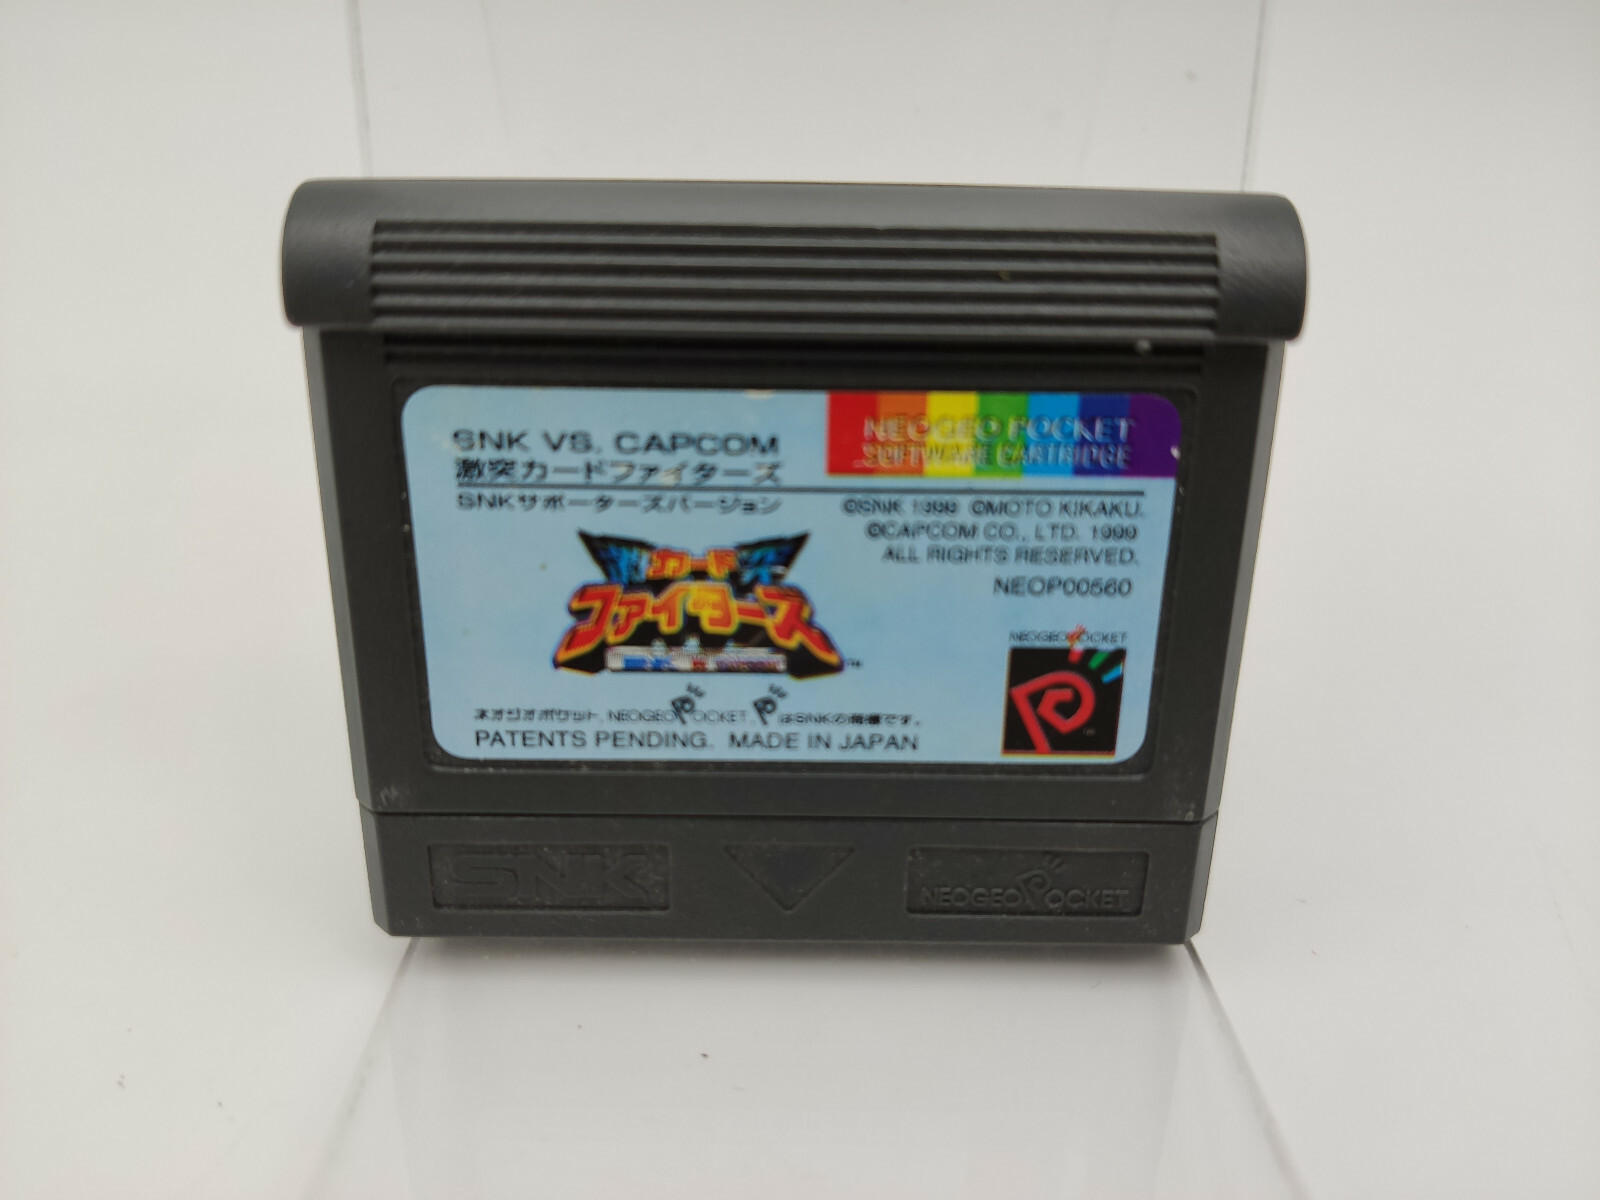 SNK VS. CAPCOM
激突カードファイターズ
SNKサポーターズバージョン
NEOGEO POCKET
SOFTWARE CARTRIDGE
©SNK 1999 ©MOTO KIKAKU.
©CAPCOM CO., LTD. 1999
ALL RIGHTS RESERVED.
NEOP00560
激 カード 突
ファイターズ
™
NEOGEO POCKET
ネオジオポケット, NEOGEO POCKET, P はSNKの商標です。
PATENTS PENDING. MADE IN JAPAN
SNK
NEOGEO POCKET